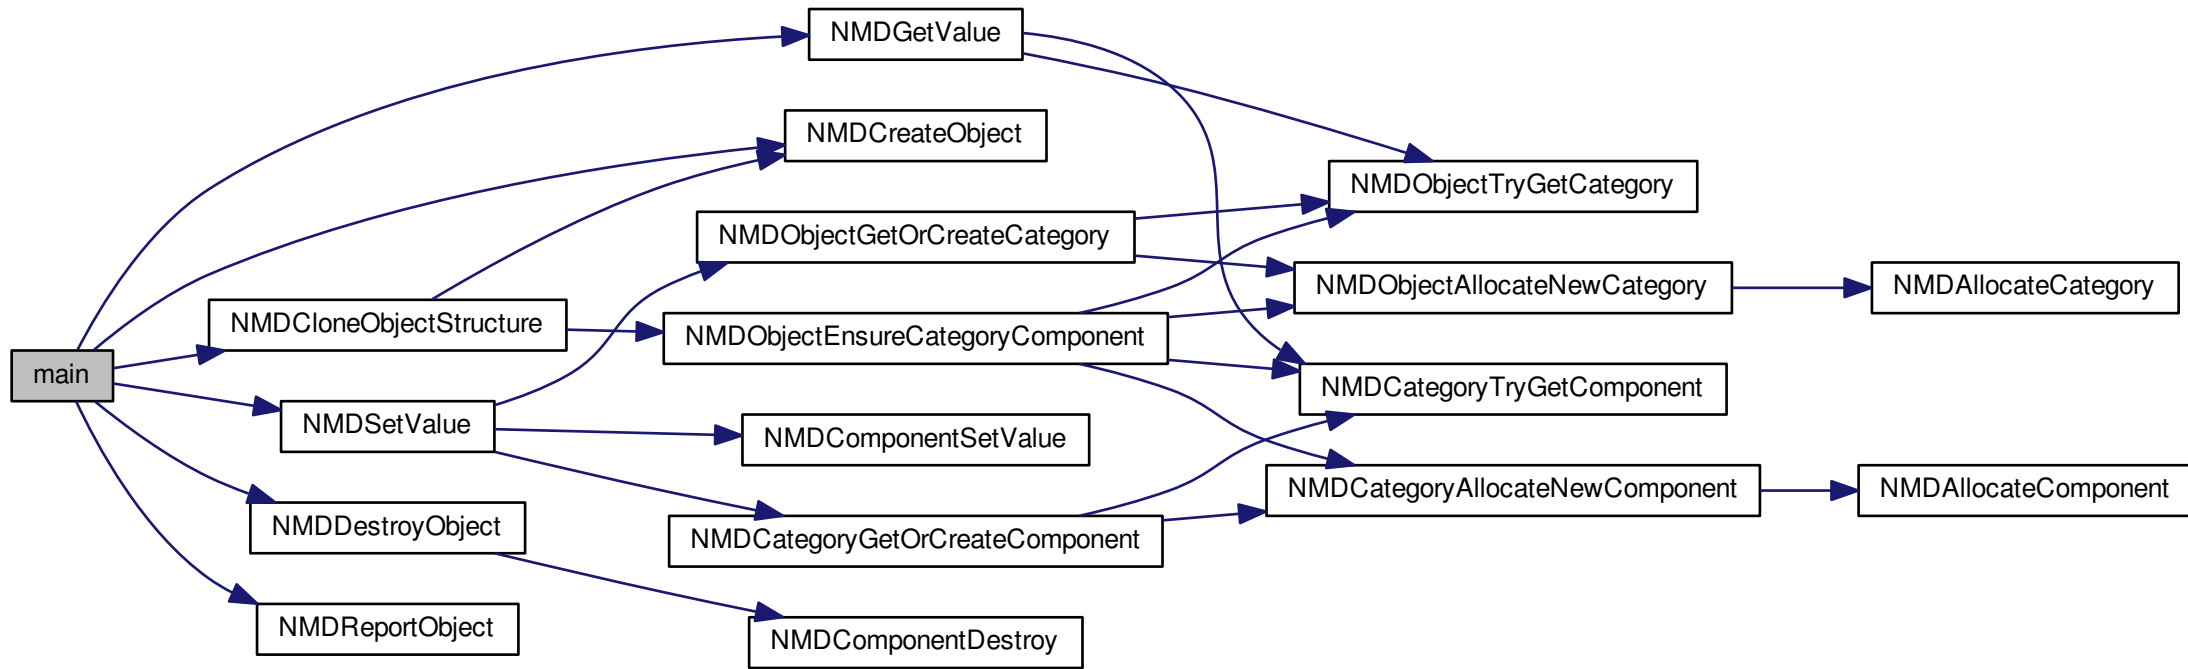 NMDGetValue
NMDCreateObject
NMDObjectTryGetCategory
NMDObjectGetOrCreateCategory
NMDObjectAllocateNewCategory
NMDAllocateCategory
NMDCloneObjectStructure
NMDObjectEnsureCategoryComponent
main
NMDCategoryTryGetComponent
NMDSetValue
NMDComponentSetValue
NMDCategoryAllocateNewComponent
NMDAllocateComponent
NMDDestroyObject
NMDCategoryGetOrCreateComponent
NMDReportObject
NMDComponentDestroy